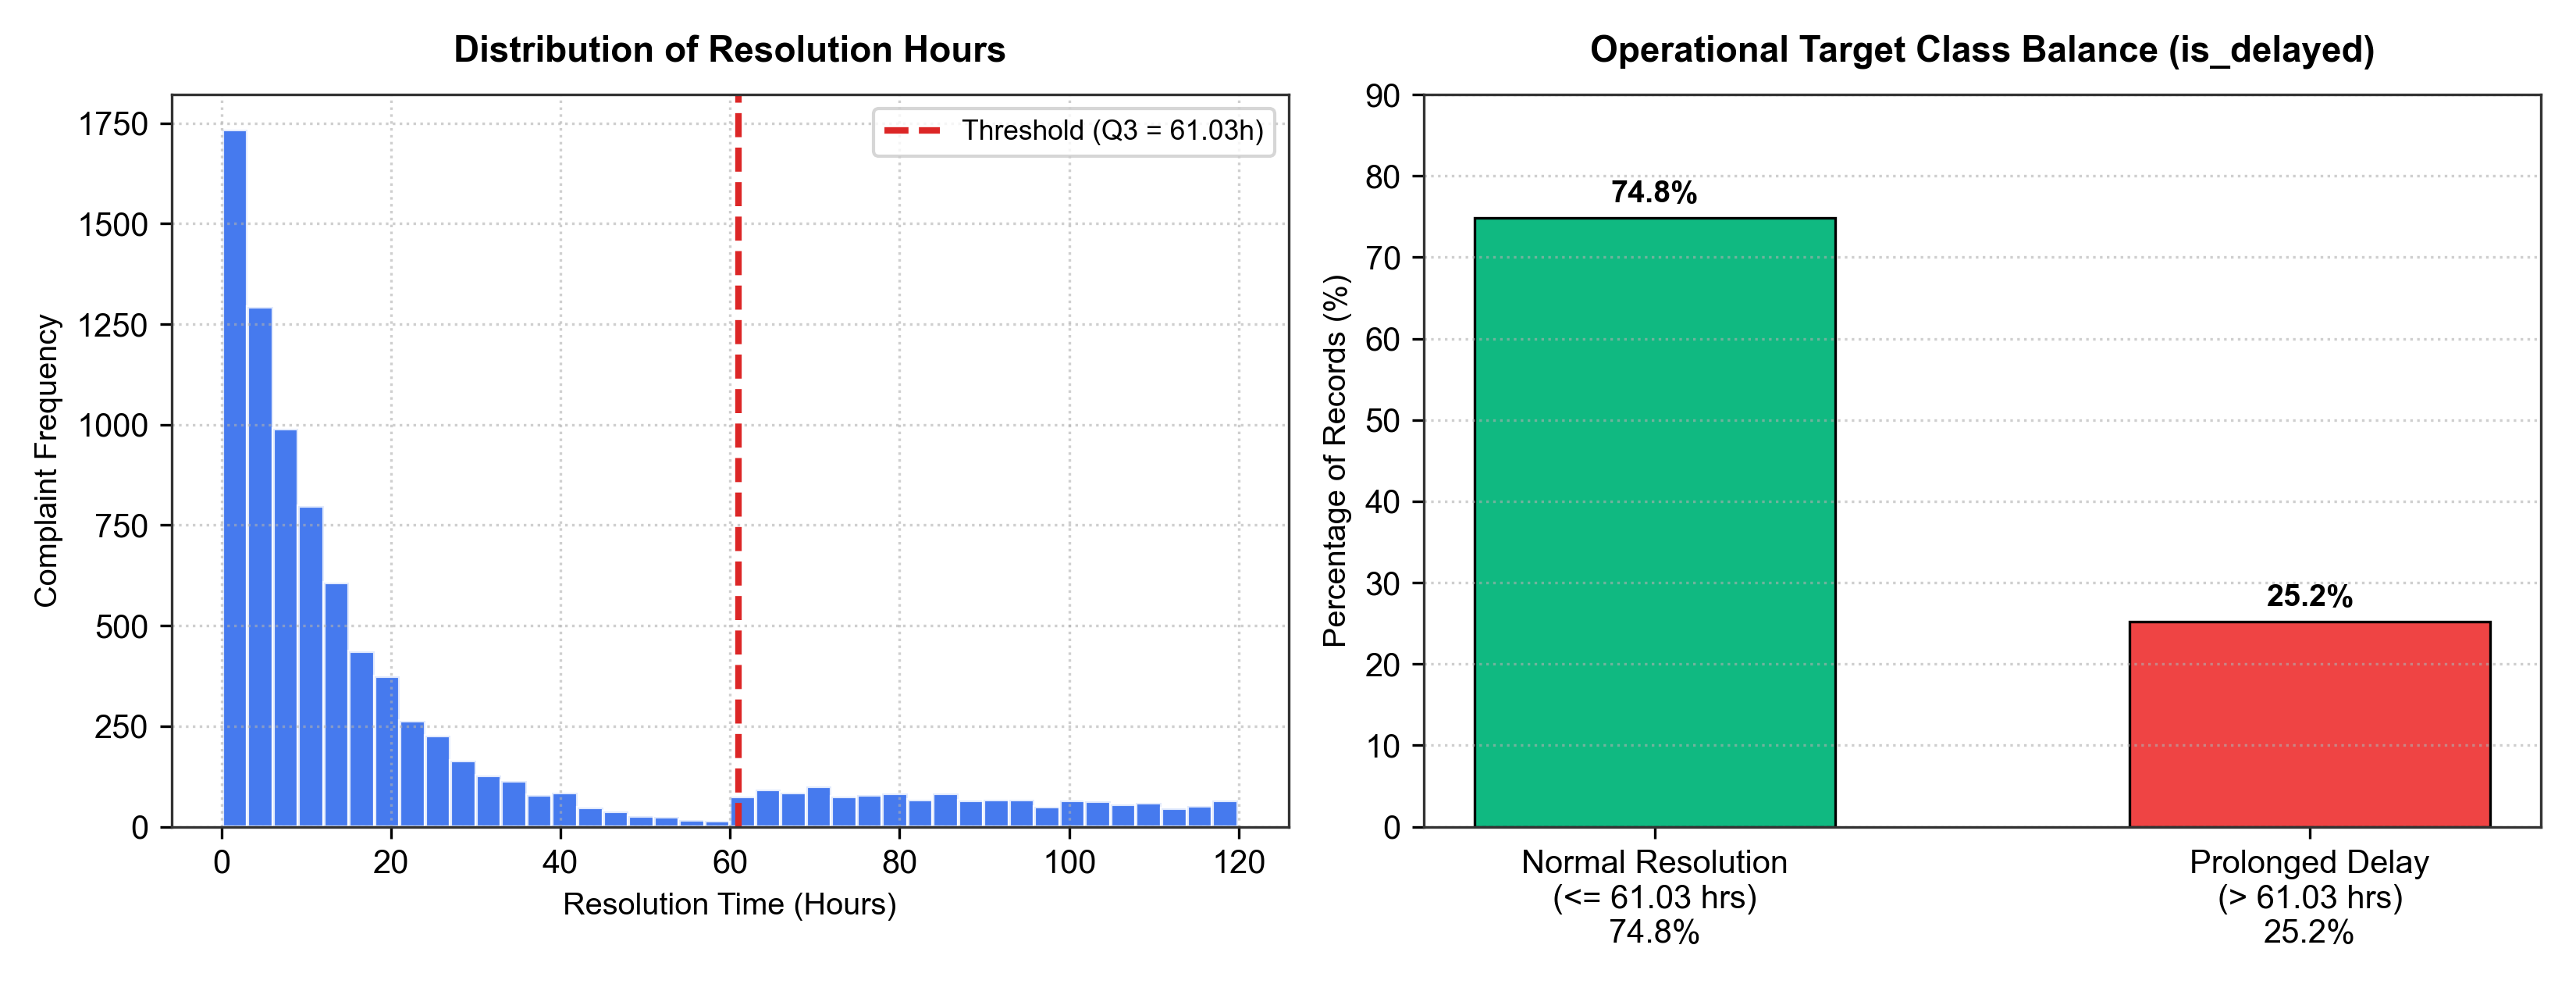 Distribution of Resolution Hours
Complaint Frequency
1750
1500
1250
1000
750
500
250
0
Threshold (Q3 = 61.03h)
0 20 40 60 80 100 120
Resolution Time (Hours)
Operational Target Class Balance (is_delayed)
Percentage of Records (%)
90
80
70
60
50
40
30
20
10
0
74.8%
25.2%
Normal Resolution
(<= 61.03 hrs)
74.8%
Prolonged Delay
(> 61.03 hrs)
25.2%